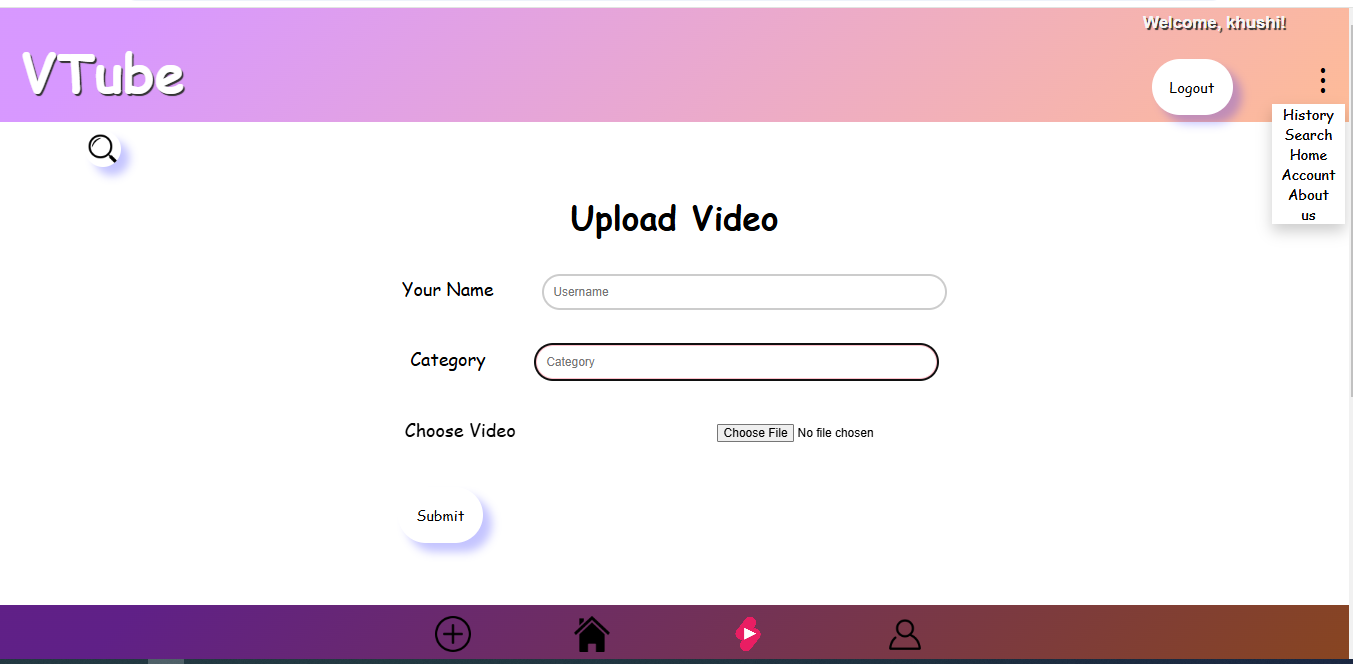 Welcome, khushi!
VTube
Logout
History
Search
Home
Account
About
us
Upload Video
Your Name
Username
Category
Category
Choose Video
Choose File No file chosen
Submit